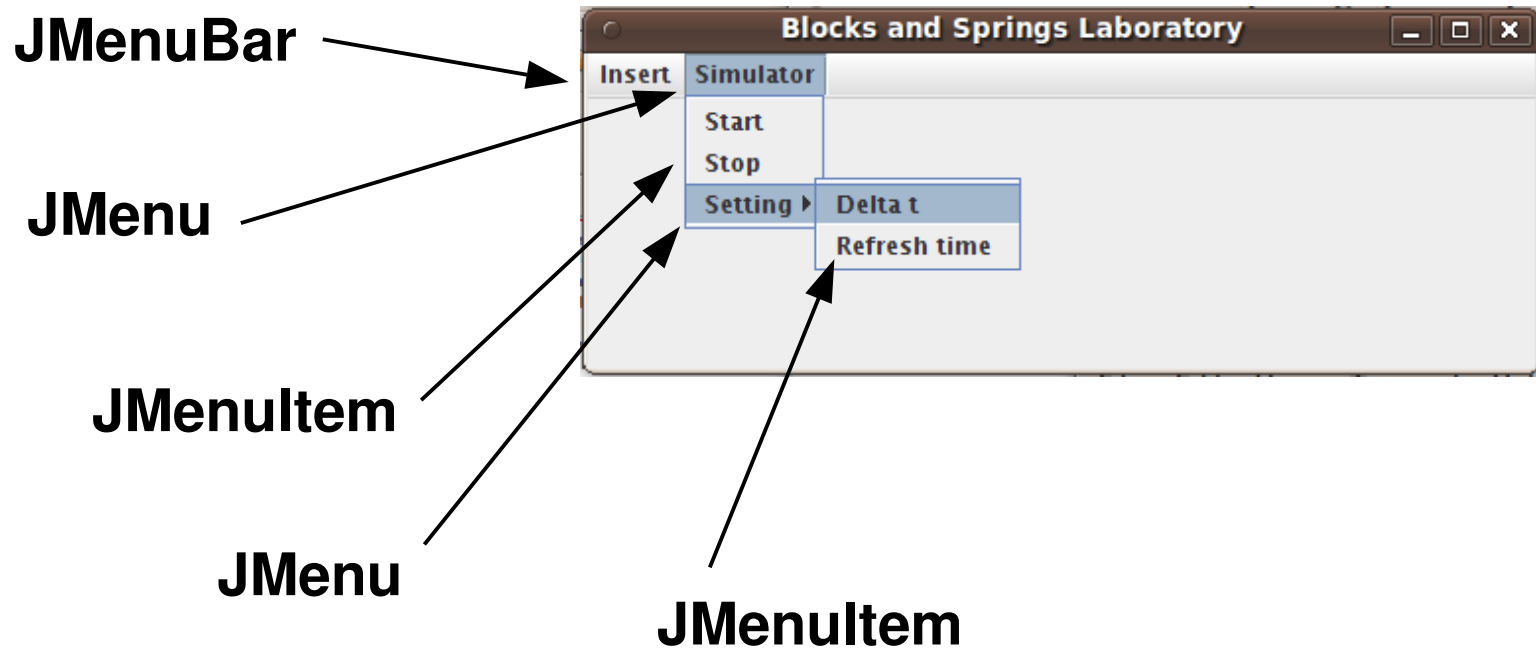 JMenuBar
Blocks and Springs Laboratory
Insert Simulator
Start
Stop
JMenu
Setting Delta t
Refresh time
JMenuItem
JMenu
JMenuItem